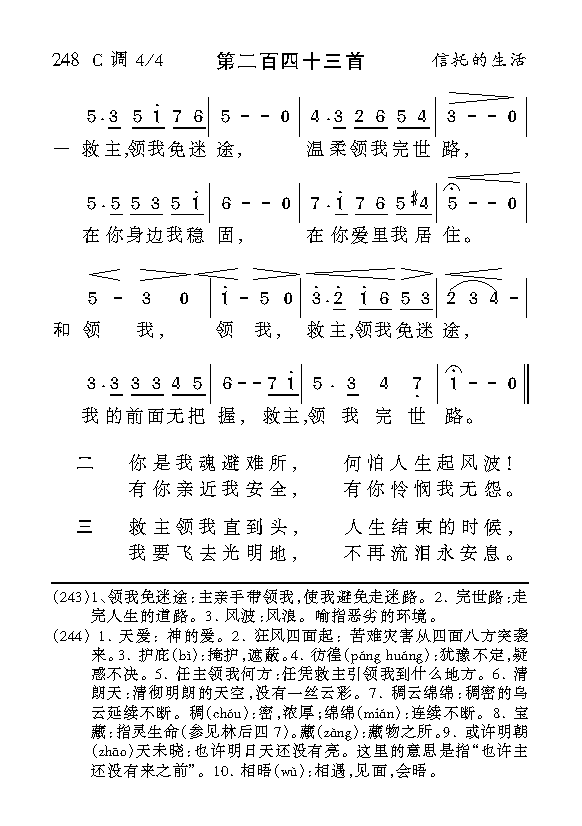 248 C 调 4/4 第二百四十三首 信托的生活
5·3 5 1 7 6 | 5 - - 0 | 4·3 2 6 5 4 | 3 - - 0
一 救主,领我免迷途, 温柔领我完世路,
5·5 5 3 5 1 | 6 - - 0 | 7·1 7 6 5 #4 | 5 - - 0
在你身边我稳固, 在你爱里我居住。
5 - 3 0 | 1 - 5 0 | 3·2 1 6 5 3 | 2 3 4 -
和 领我, 领我, 救主,领我免迷途,
3·3 3 3 4 5 | 6 - - 7 1 | 5· 3 4 7 | 1 - - 0
我的前面无把握, 救主,领我完世路。
二 你是我魂避难所, 何怕人生起风波!
有你亲近我安全, 有你怜悯我无怨。
三 救主领我直到头, 人生结束的时候,
我要飞去光明地, 不再流泪永安息。
(243)1、领我免迷途:主亲手带领我,使我避免走迷路。2. 完世路:走
完人生的道路。3. 风波:风浪。喻指恶劣的环境。
(244) 1. 天爱: 神的爱。2. 狂风四面起: 苦难灾害从四面八方突袭
来。3. 护庇(bì):掩护,遮蔽。4. 彷徨(páng huáng):犹豫不定,疑
惑不决。5. 任主领我何方:任凭救主引领我到什么地方。6. 清
朗天:清彻明朗的天空,没有一丝云彩。7. 稠云绵绵:稠密的乌
云延续不断。稠(chóu):密,浓厚;绵绵(mián):连续不断。8. 宝
藏:指灵生命(参见林后四 7)。藏(zàng):藏物之所。9. 或许明朝
(zhāo)天未晓:也许明日天还没有亮。这里的意思是指“也许主
还没有来之前”。10. 相晤(wù):相遇,见面,会晤。